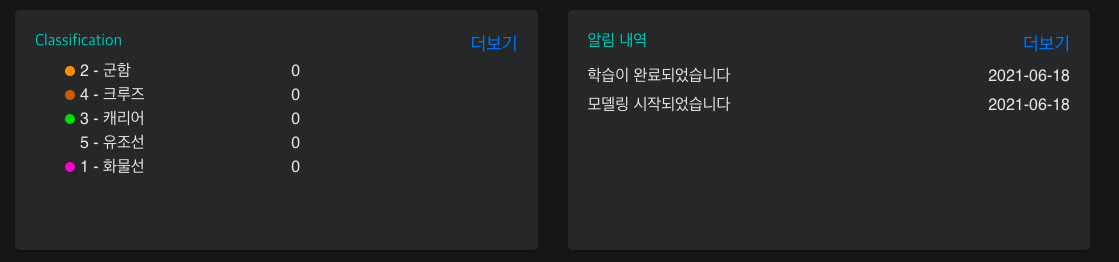 Classification 더보기
2 - 군함 0
4 - 크루즈 0
3 - 캐리어 0
5 - 유조선 0
1 - 화물선 0
알림 내역 더보기
학습이 완료되었습니다 2021-06-18
모델링 시작되었습니다 2021-06-18